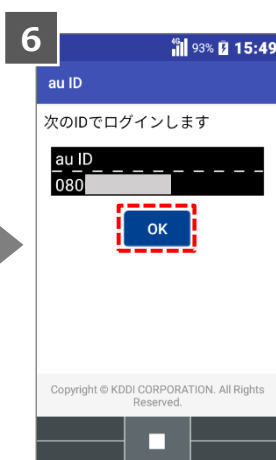 6
4G 93% 15:49
au ID
次のIDでログインします
au ID
080
OK
Copyright © KDDI CORPORATION. All Rights
Reserved.